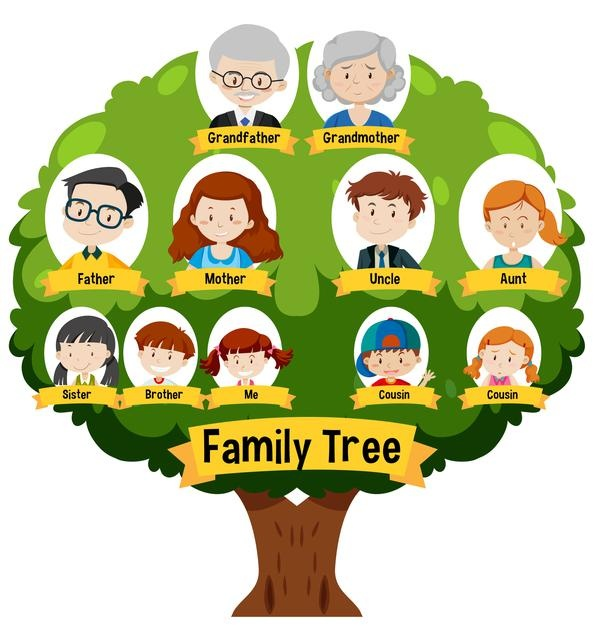 Grandfather
Grandmother
Father
Mother
Uncle
Aunt
Sister
Brother
Me
Cousin
Cousin
Family Tree